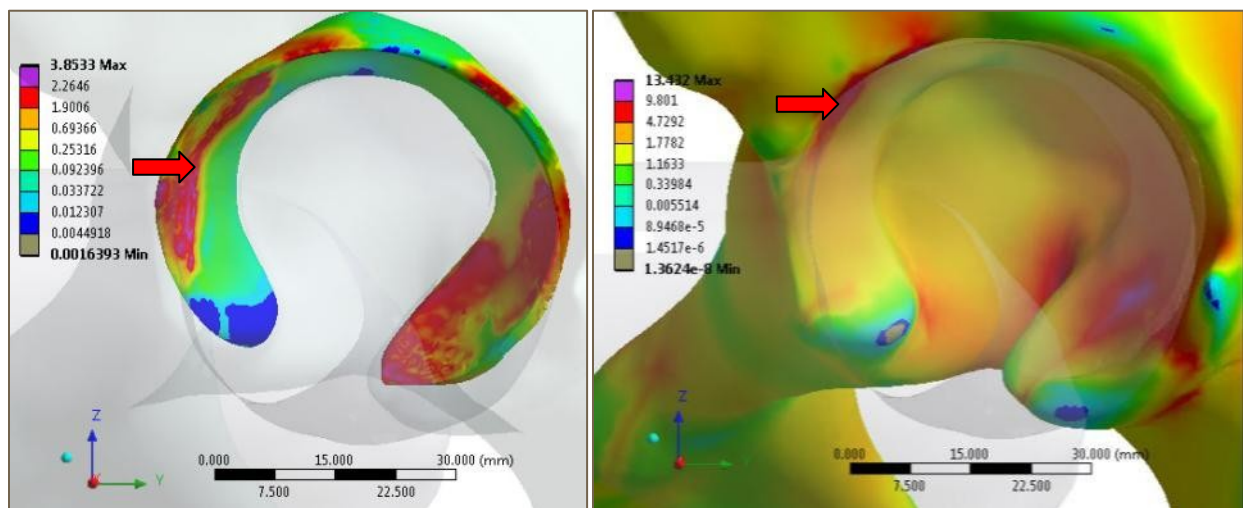 3.8533 Max
2.2646
1.9006
0.69366
0.25316
0.092396
0.033722
0.012307
0.0044918
0.0016393 Min
Z
X
Y
0.000 15.000 30.000 (mm)
7.500 22.500
13.432 Max
9.801
4.7292
1.7782
1.1633
0.33984
0.005514
8.9468e-5
1.4517e-6
1.3624e-8 Min
Z
0.000 15.000 30.000 (mm)
7.500 22.500